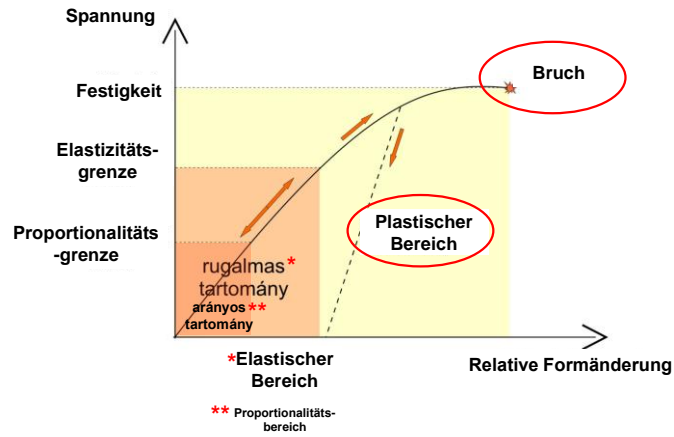 Spannung
Bruch
Festigkeit
Elastizitäts-
grenze
Plastischer
Bereich
Proportionalitäts
-grenze
rugalmas*
tartomány
arányos**
tartomány
*Elastischer
Bereich
Relative Formänderung
** Proportionalitäts-
bereich